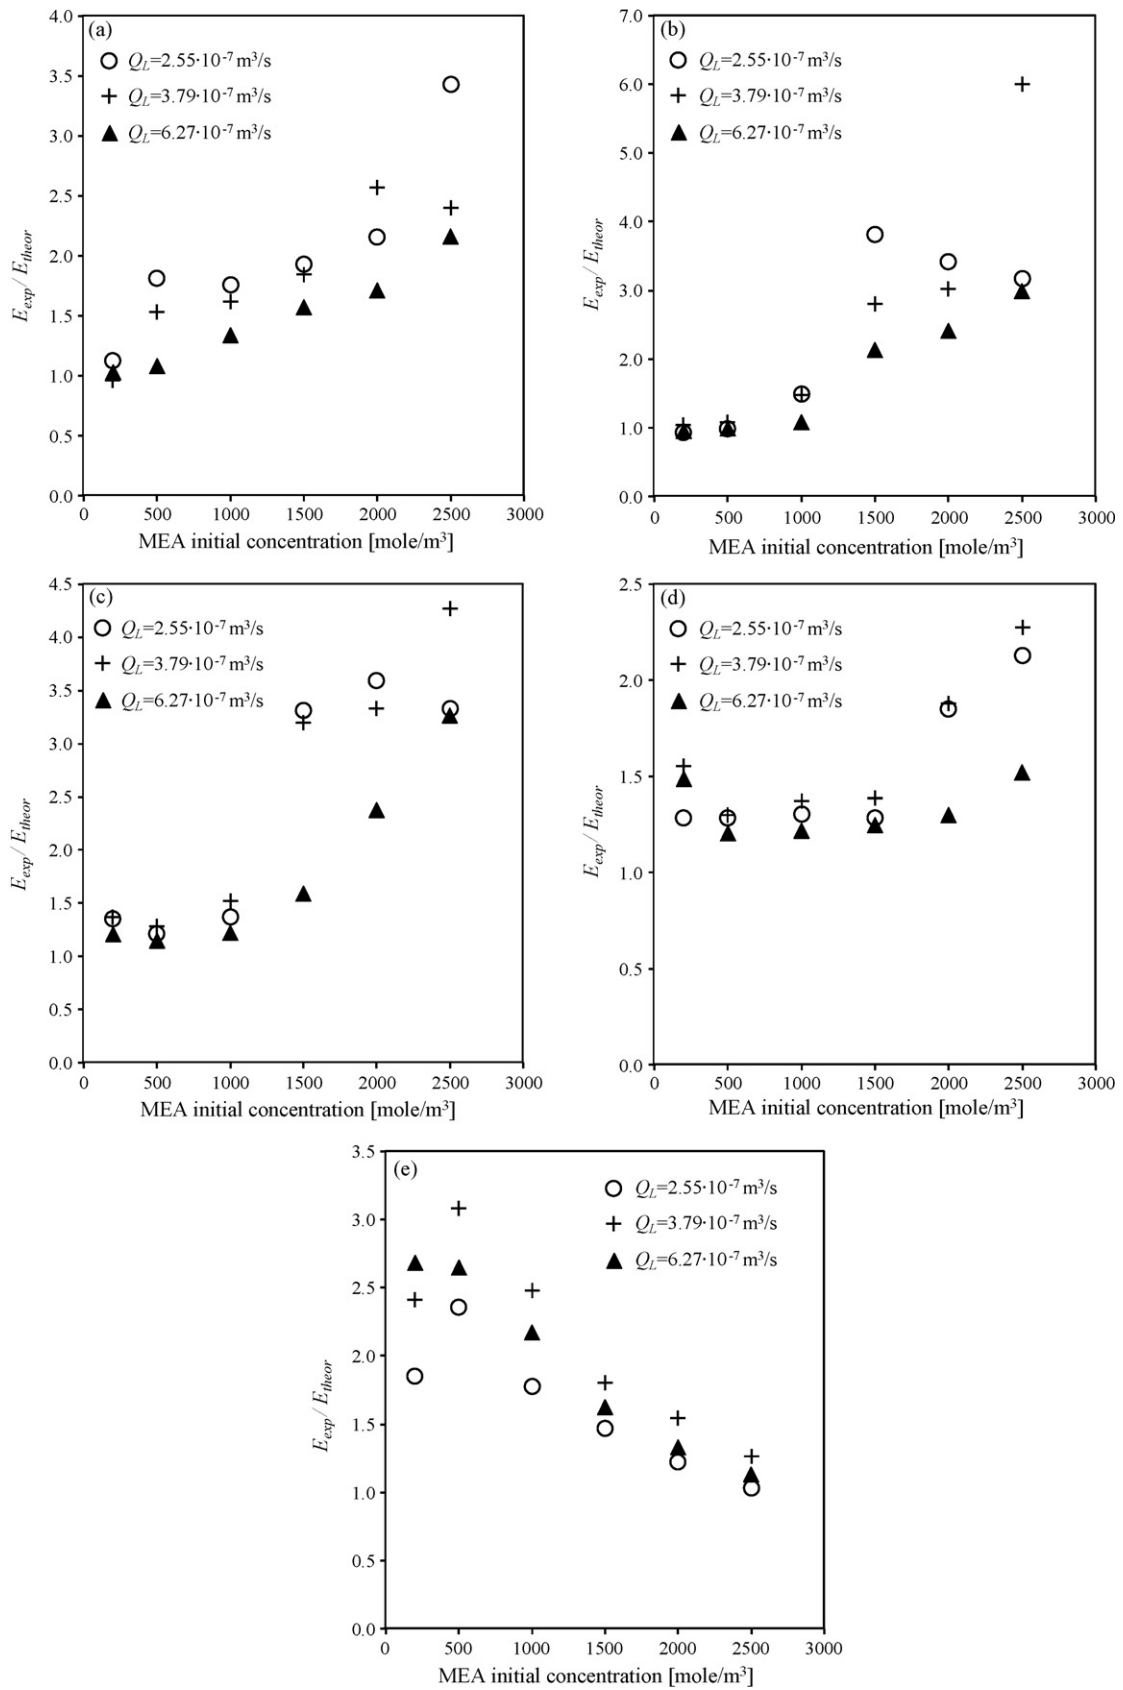 (a)
Q_L=2.55·10⁻⁷ m³/s
Q_L=3.79·10⁻⁷ m³/s
Q_L=6.27·10⁻⁷ m³/s
4.0
3.5
3.0
2.5
2.0
1.5
1.0
0.5
0.0
E_exp/ E_theor
0 500 1000 1500 2000 2500 3000
MEA initial concentration [mole/m³]
(b)
Q_L=2.55·10⁻⁷ m³/s
Q_L=3.79·10⁻⁷ m³/s
Q_L=6.27·10⁻⁷ m³/s
7.0
6.0
5.0
4.0
3.0
2.0
1.0
0.0
E_exp/ E_theor
0 500 1000 1500 2000 2500 3000
MEA initial concentration [mole/m³]
(c)
Q_L=2.55·10⁻⁷ m³/s
Q_L=3.79·10⁻⁷ m³/s
Q_L=6.27·10⁻⁷ m³/s
4.5
4.0
3.5
3.0
2.5
2.0
1.5
1.0
0.5
0.0
E_exp/ E_theor
0 500 1000 1500 2000 2500 3000
MEA initial concentration [mole/m³]
(d)
Q_L=2.55·10⁻⁷ m³/s
Q_L=3.79·10⁻⁷ m³/s
Q_L=6.27·10⁻⁷ m³/s
2.5
2.0
1.5
1.0
0.5
0.0
E_exp/ E_theor
0 500 1000 1500 2000 2500 3000
MEA initial concentration [mole/m³]
(e)
Q_L=2.55·10⁻⁷ m³/s
Q_L=3.79·10⁻⁷ m³/s
Q_L=6.27·10⁻⁷ m³/s
3.5
3.0
2.5
2.0
1.5
1.0
0.5
0.0
E_exp/ E_theor
0 500 1000 1500 2000 2500 3000
MEA initial concentration [mole/m³]